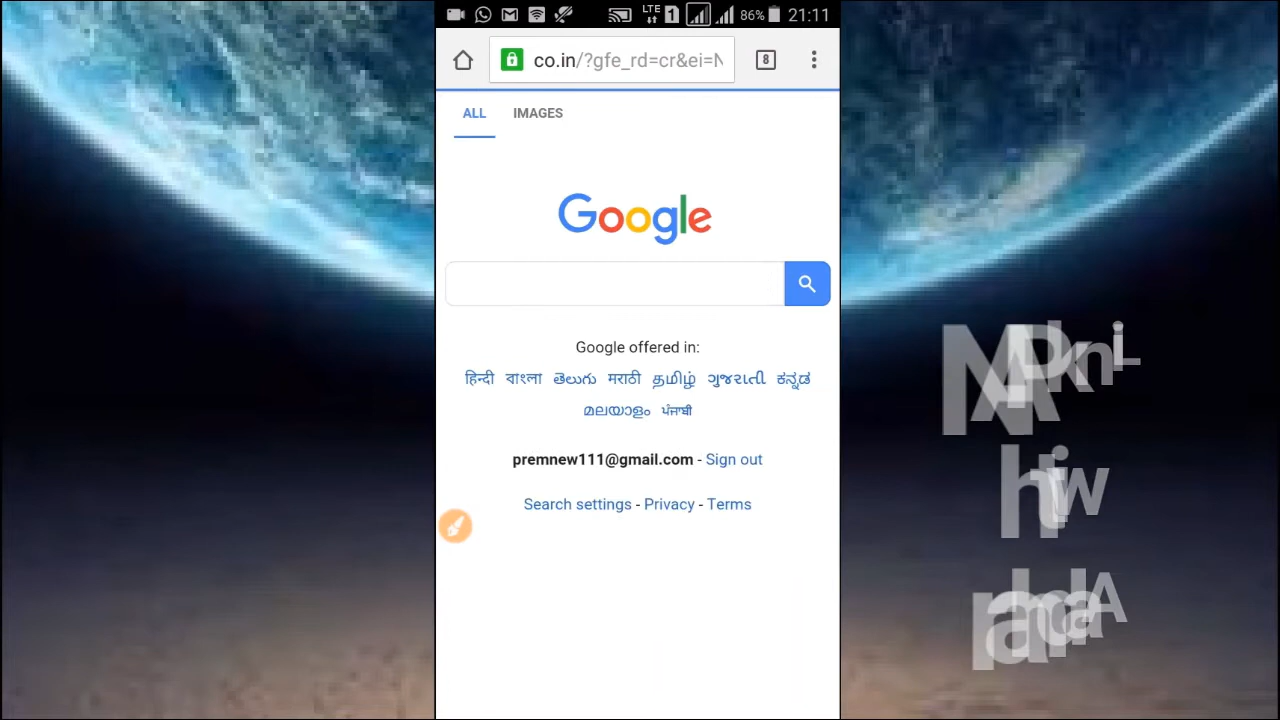 LTE 1 86% 21:11
co.in/?gfe_rd=cr&ei=N 8
ALL IMAGES
Google
Google offered in:
हिन्दी বাংলা తెలుగు मराठी தமிழ் ગુજરાતી ಕನ್ನಡ
മലയാളം ਪੰਜਾਬੀ
premnew111@gmail.com - Sign out
Search settings - Privacy - Terms